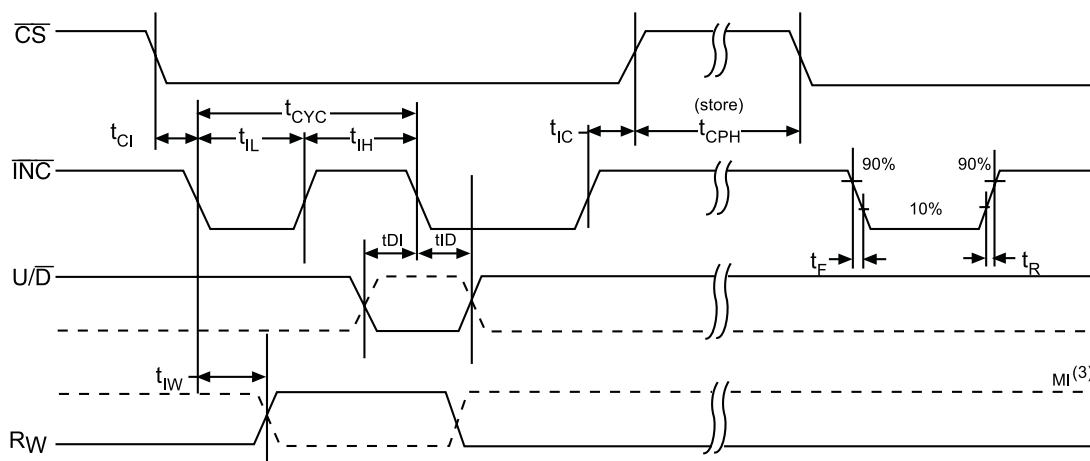 CS
(store)
tCYC
tCI
tIL
tIH
tIC
tCPH
INC
90%
90%
10%
tDI
tID
tF
tR
U/D
tIW
MI(3)
RW